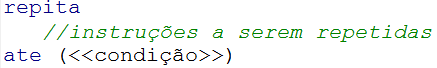 repita
//instruções a serem repetidas
ate (<<condição>>)